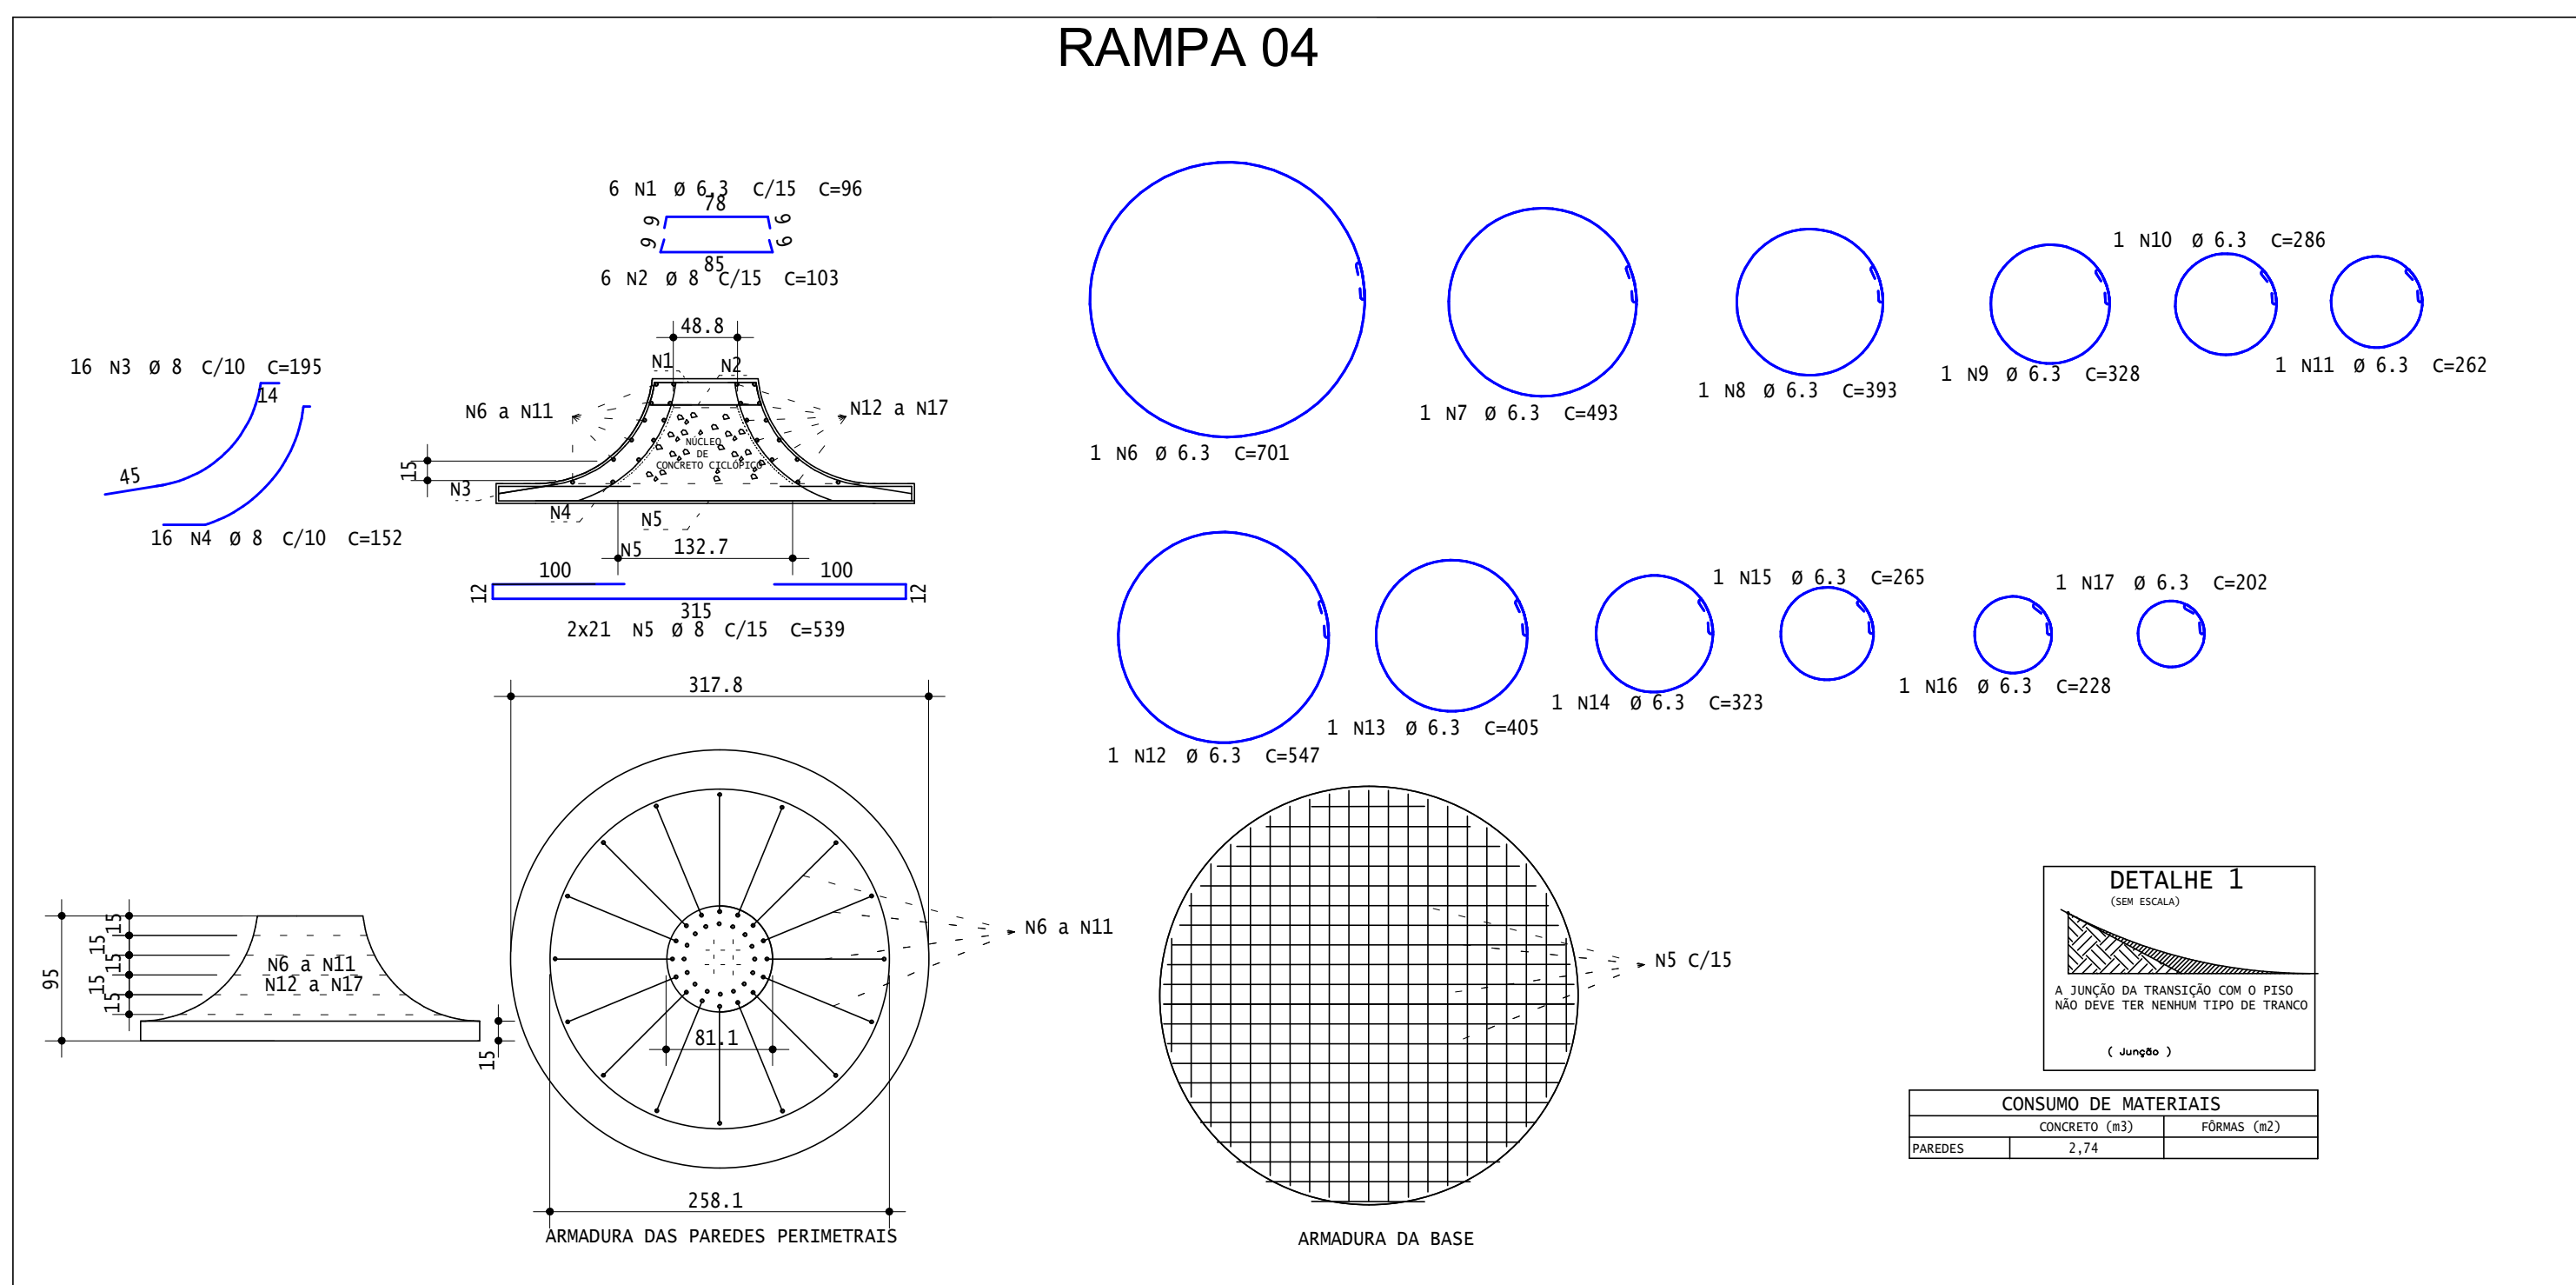 RAMPA 04
6 N1 Ø 6.3 C/15 C=96
78
9 9 6 6
9 9 6 6
85
6 N2 Ø 8 C/15 C=103
48.8
N1 N2
16 N3 Ø 8 C/10 C=195
14
45
16 N4 Ø 8 C/10 C=152
N6 a N11
N12 a N17
NÚCLEO
DE
CONCRETO CICLÓPICO
15
N3
N4
N5
N5
132.7
100 100
12 12
315
2x21 N5 Ø 8 C/15 C=539
1 N6 Ø 6.3 C=701
1 N7 Ø 6.3 C=493
1 N8 Ø 6.3 C=393
1 N9 Ø 6.3 C=328
1 N10 Ø 6.3 C=286
1 N11 Ø 6.3 C=262
1 N12 Ø 6.3 C=547
1 N13 Ø 6.3 C=405
1 N14 Ø 6.3 C=323
1 N15 Ø 6.3 C=265
1 N16 Ø 6.3 C=228
1 N17 Ø 6.3 C=202
317.8
95
15
15
15
15
15
N6 a N11
N12 a N17
15
81.1
N6 a N11
258.1
ARMADURA DAS PAREDES PERIMETRAIS
N5 C/15
ARMADURA DA BASE
DETALHE 1
(SEM ESCALA)
A JUNÇÃO DA TRANSIÇÃO COM O PISO
NÃO DEVE TER NENHUM TIPO DE TRANCO
( Junção )
CONSUMO DE MATERIAIS
CONCRETO (m3) FÔRMAS (m2)
PAREDES 2,74